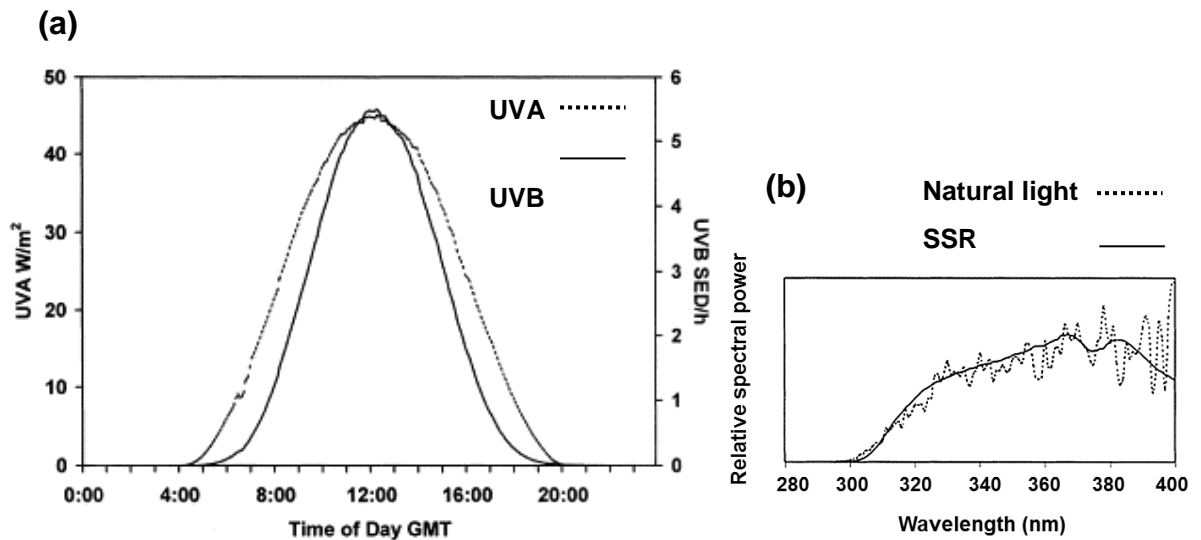 (a)
50
40
30
20
10
0
UVA W/m²
6
5
4
3
2
1
0
UVB SED/h
UVA
UVB
0:00 4:00 8:00 12:00 16:00 20:00
Time of Day GMT
(b)
Natural light
SSR
Relative spectral power
280 300 320 340 360 380 400
Wavelength (nm)